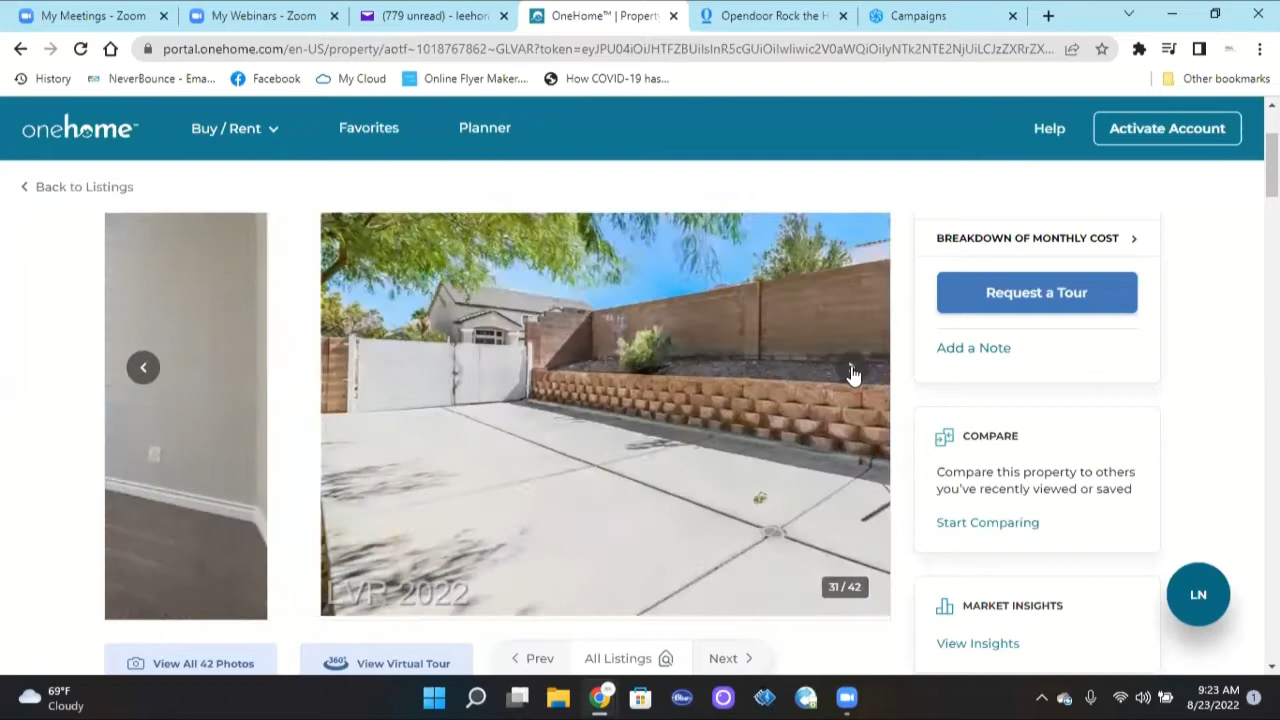 My Meetings - Zoom
My Webinars - Zoom
(779 unread) - leehor
OneHome™ | Property
Opendoor Rock the H
Campaigns
portal.onehome.com/en-US/property/aotf~1018767862~GLVAR?token=
History
NeverBounce - Ema...
Facebook
My Cloud
Online Flyer Maker....
How COVID-19 has...
Other bookmarks
onehome™
Buy / Rent
Favorites
Planner
Help
Activate Account
Back to Listings
BREAKDOWN OF MONTHLY COST
Request a Tour
Add a Note
COMPARE
Compare this property to others
you've recently viewed or saved
Start Comparing
LVR 2022
31 / 42
LN
MARKET INSIGHTS
View Insights
View All 42 Photos
360°
View Virtual Tour
Prev
All Listings
Next
69°F
Cloudy
9:23 AM
8/23/2022
1